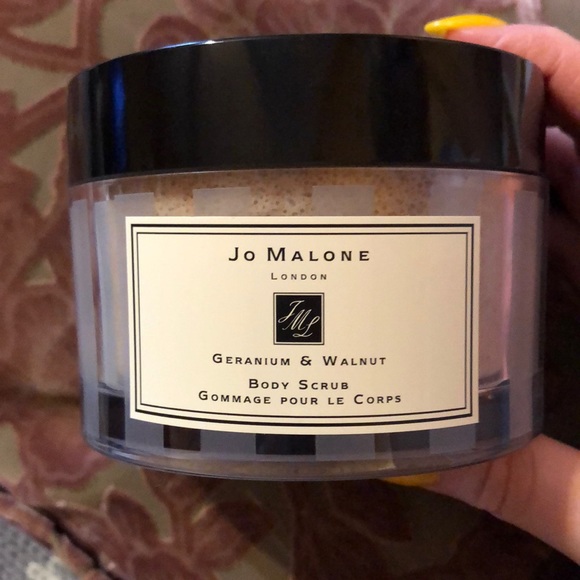 Jo Malone
London
JML
Geranium & Walnut
Body Scrub
Gommage pour le Corps